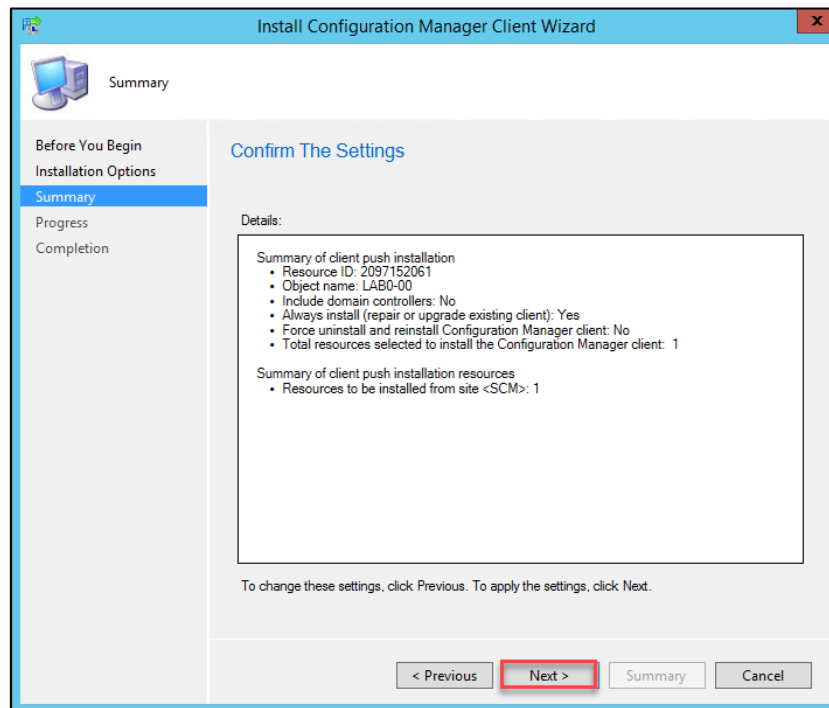 Install Configuration Manager Client Wizard
x
Summary
Before You Begin
Installation Options
Summary
Progress
Completion
Confirm The Settings
Details:
Summary of client push installation
• Resource ID: 2097152061
• Object name: LAB0-00
• Include domain controllers: No
• Always install (repair or upgrade existing client): Yes
• Force uninstall and reinstall Configuration Manager client: No
• Total resources selected to install the Configuration Manager client:  1
Summary of client push installation resources
• Resources to be installed from site <SCM>: 1
To change these settings, click Previous. To apply the settings, click Next.
< Previous
Next >
Summary
Cancel